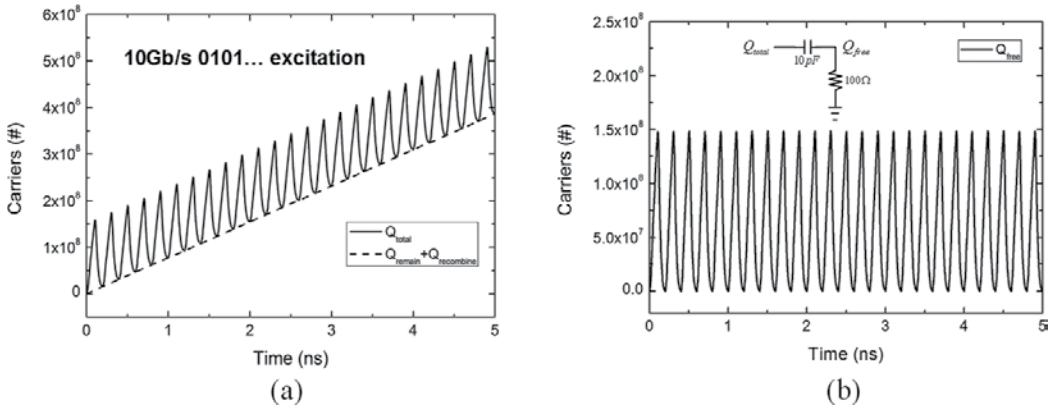 6x10⁸
5x10⁸
4x10⁸
3x10⁸
2x10⁸
1x10⁸
0
Carriers (#)
10Gb/s 0101... excitation
Q_total
Q_remain+Q_recombine
0 1 2 3 4 5
Time (ns)
(a)
2.5x10⁸
2.0x10⁸
1.5x10⁸
1.0x10⁸
5.0x10⁷
0.0
Carriers (#)
Q_total Q_free
10pF
100Ω
Q_free
0 1 2 3 4 5
Time (ns)
(b)